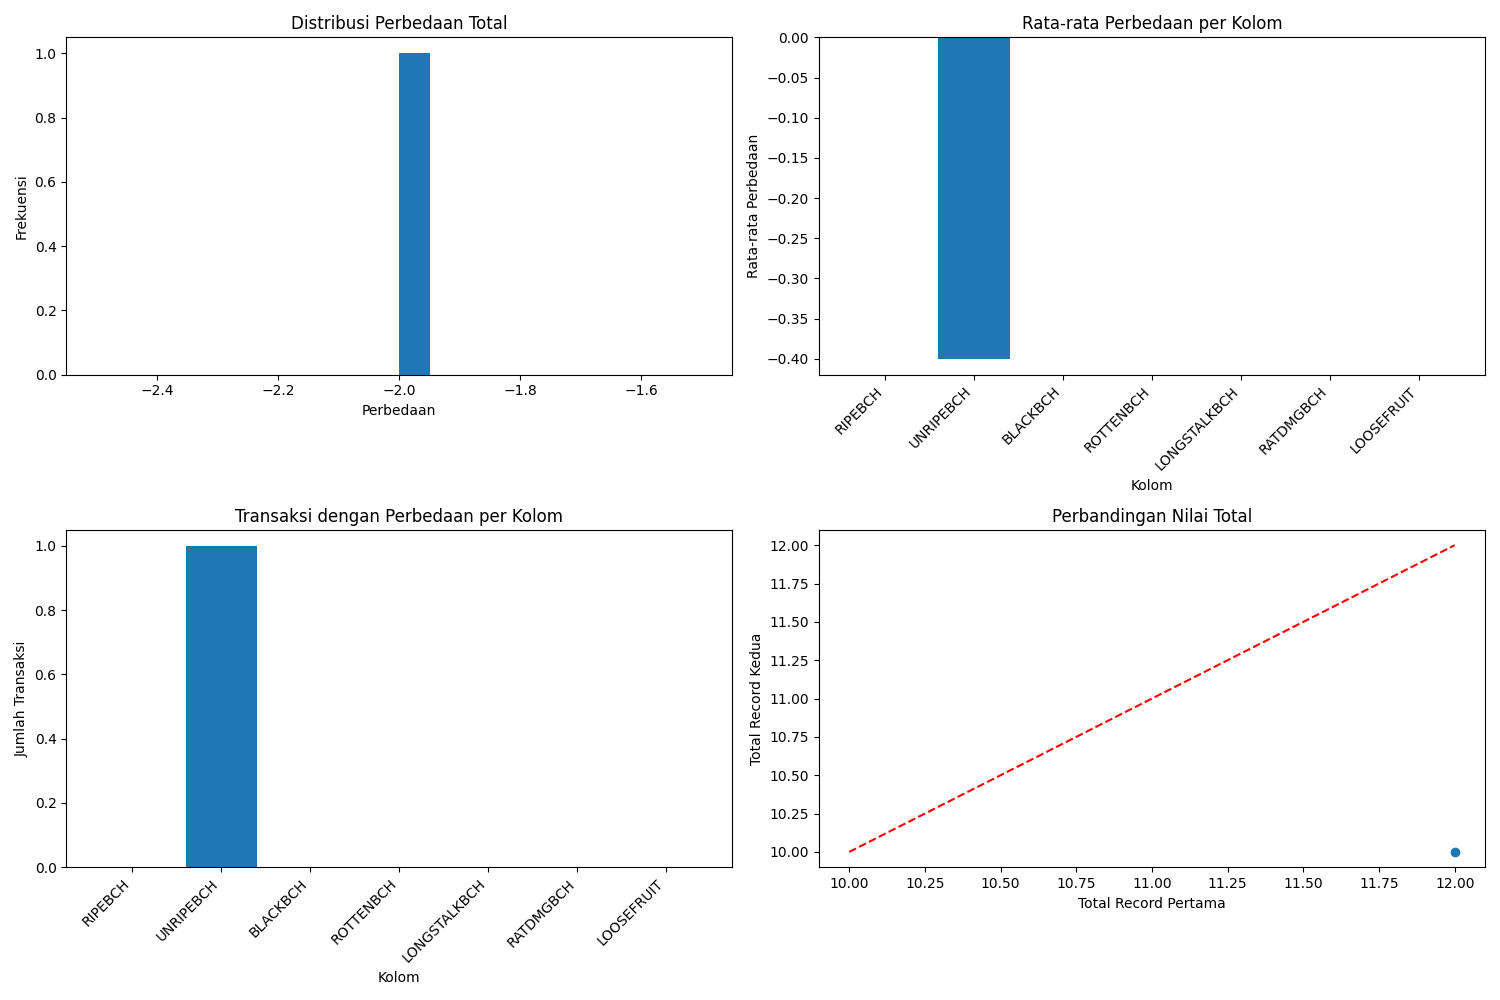 Distribusi Perbedaan Total
1.0
0.8
0.6
0.4
0.2
0.0
Frekuensi
−2.4
−2.2
−2.0
−1.8
−1.6
Perbedaan
Rata-rata Perbedaan per Kolom
0.00
−0.05
−0.10
−0.15
−0.20
−0.25
−0.30
−0.35
−0.40
Rata-rata Perbedaan
RIPEBCH
UNRIPEBCH
BLACKBCH
ROTTENBCH
LONGSTALKBCH
RATDMGBCH
LOOSEFRUIT
Kolom
Transaksi dengan Perbedaan per Kolom
1.0
0.8
0.6
0.4
0.2
0.0
Jumlah Transaksi
RIPEBCH
UNRIPEBCH
BLACKBCH
ROTTENBCH
LONGSTALKBCH
RATDMGBCH
LOOSEFRUIT
Kolom
Perbandingan Nilai Total
12.00
11.75
11.50
11.25
11.00
10.75
10.50
10.25
10.00
Total Record Kedua
10.00
10.25
10.50
10.75
11.00
11.25
11.50
11.75
12.00
Total Record Pertama